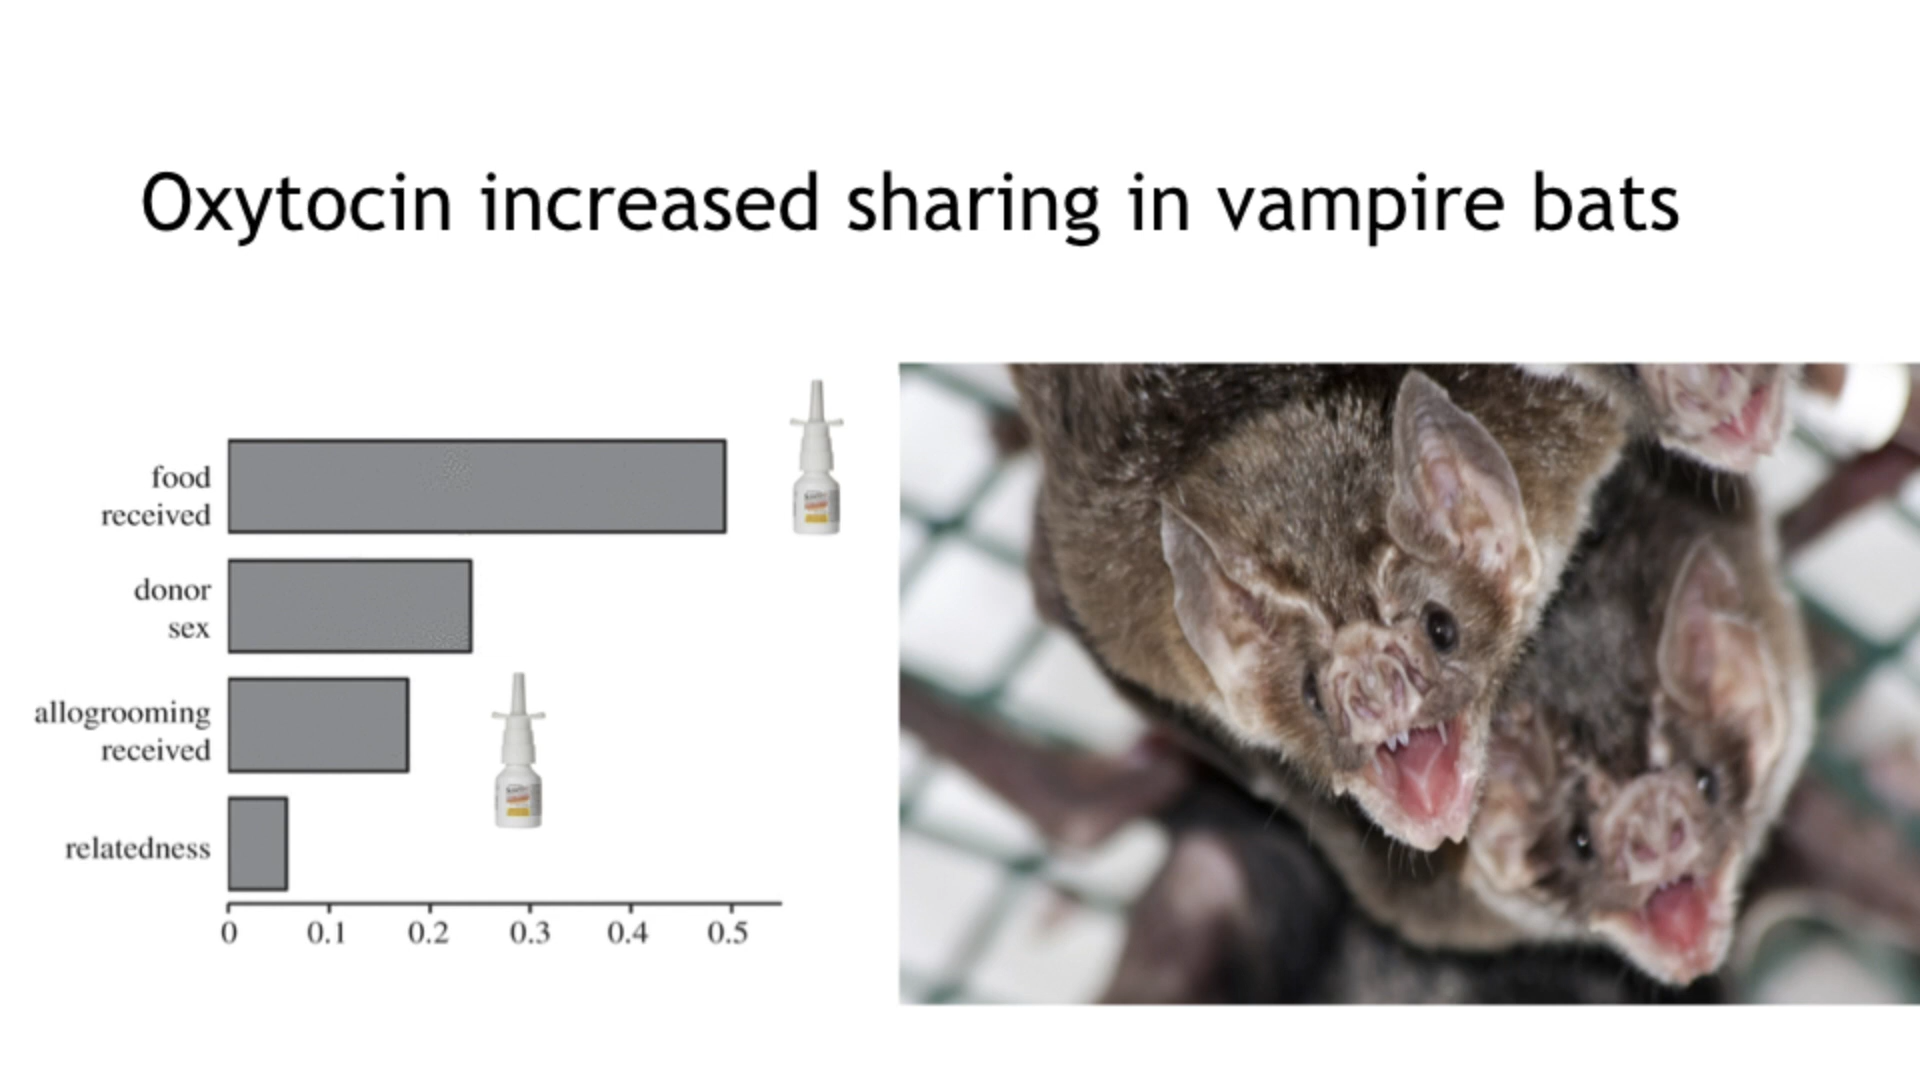 Oxytocin increased sharing in vampire bats
food
received
donor
sex
allogrooming
received
relatedness
0 0.1 0.2 0.3 0.4 0.5